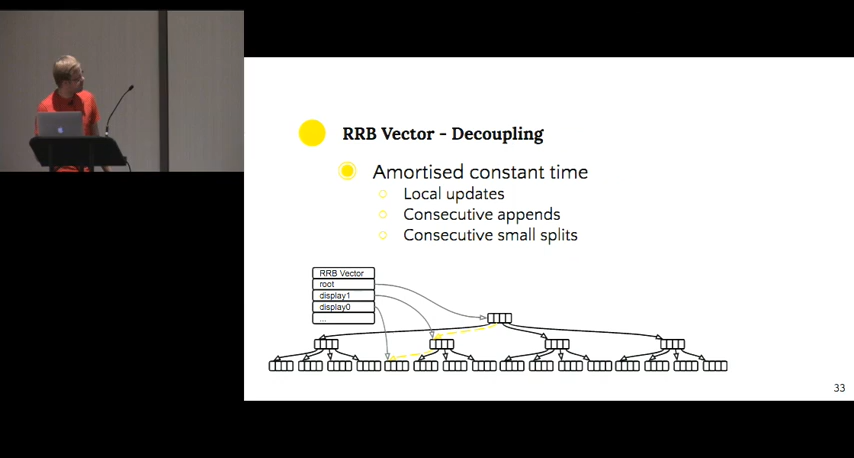 RRB Vector - Decoupling
Amortised constant time
Local updates
Consecutive appends
Consecutive small splits
RRB Vector
root
display1
display0
...
33